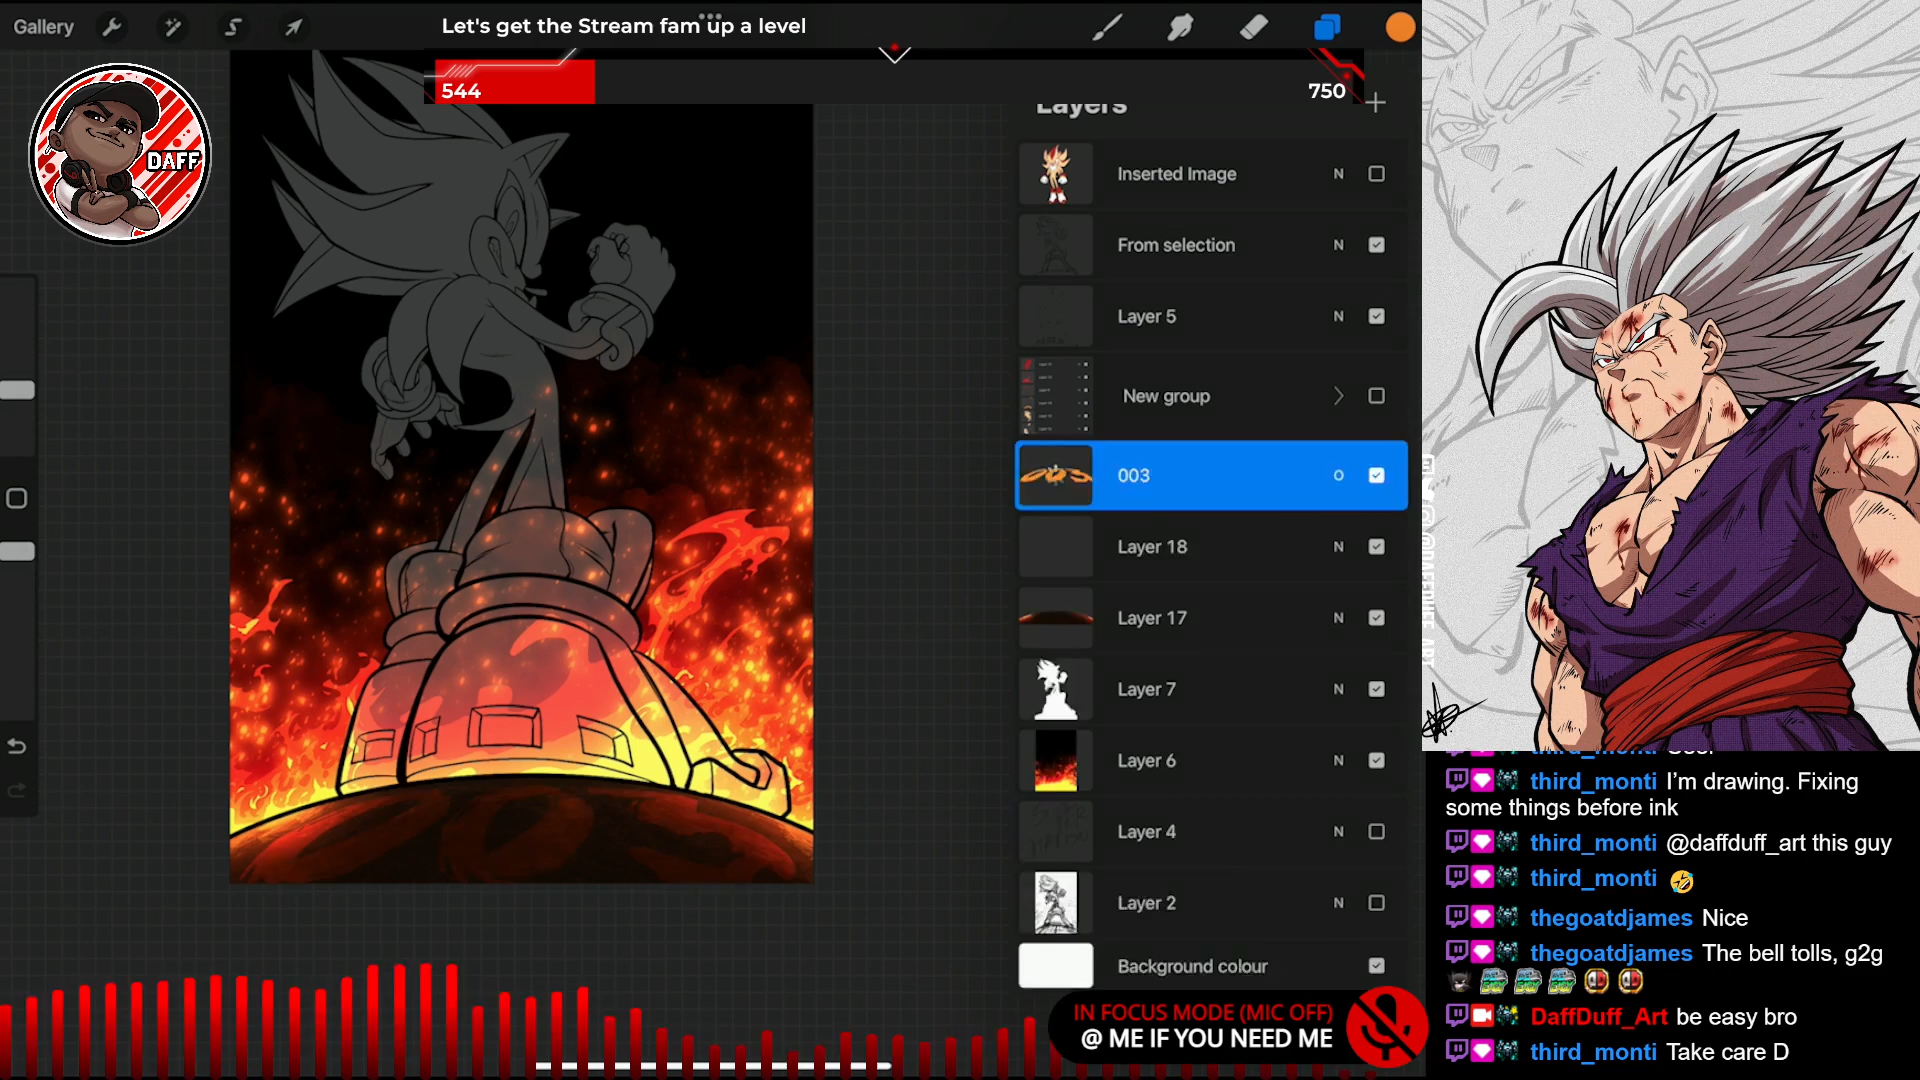 Gallery
Let's get the Stream fam up a level
544
750
DAFF
Layers
Inserted Image N
From selection N
Layer 5 N
New group
003 O
Layer 18 N
Layer 17 N
Layer 7 N
Layer 6 N
Layer 4 N
Layer 2 N
Background colour
IN FOCUS MODE (MIC OFF)
@ ME IF YOU NEED ME
third_monti I'm drawing. Fixing
some things before ink
third_monti @daffduff_art this guy
third_monti 🤣
thegoatdjames Nice
thegoatdjames The bell tolls, g2g
DaffDuff_Art be easy bro
third_monti Take care D